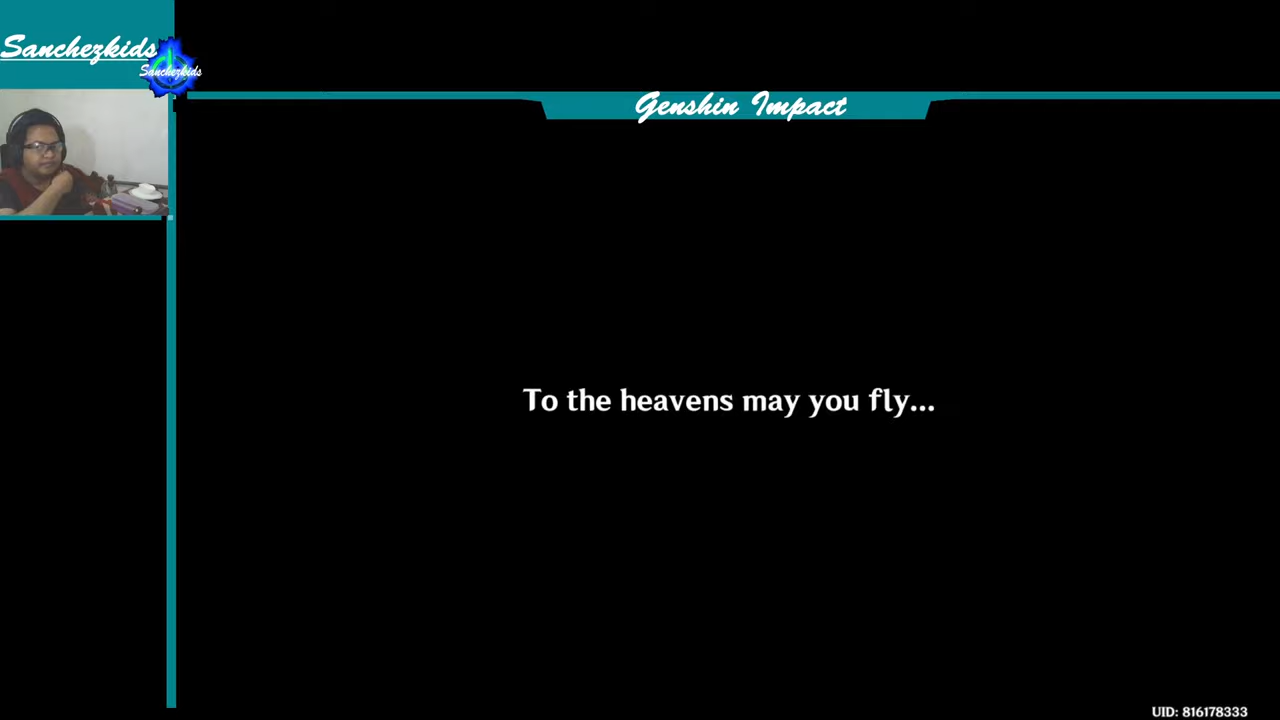 Sanchezkids
Sanchezkids
Genshin Impact
To the heavens may you fly...
UID: 816178333